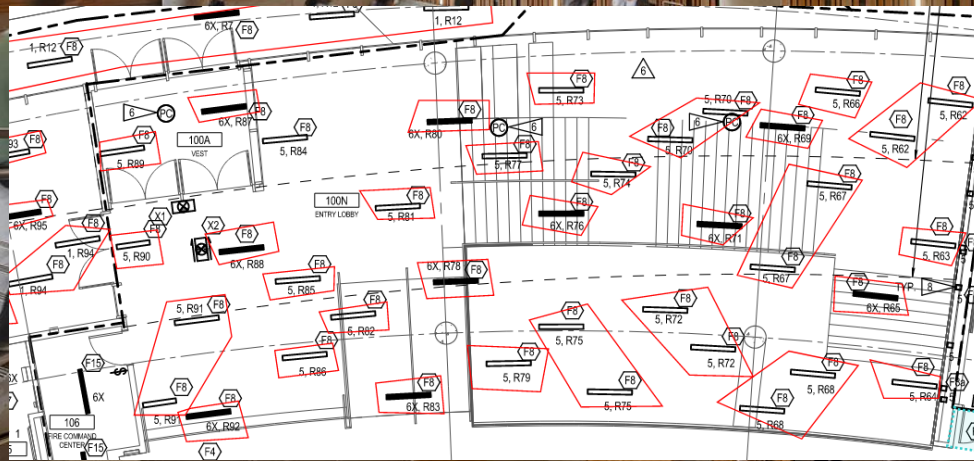 6X, R7
F8
1, R12
F8
1, R12
F8
6
PC
F8
6X, R87
100A
VEST
F8
5, R89
F8
5, R84
F8
6X, R80
PC
6
F8
5, R73
6
5, R70
F8
6
PC
F8
5, R70
F8
6X, R69
F8
5, R66
F8
5, R62
F8
5, R62
F8
5, R77
F8
5, R74
F8
5, R67
F8
6X, R95
F8
1, R94
F8
1, R94
X1
F8
5, R90
X2
F8
6X, R88
100N
ENTRY LOBBY
F8
5, R81
F8
6X, R76
F8
6X, R71
F8
5, R67
F8
5, R63
F8
5, R85
6X, R78
F8
TYP.
8
F8
6X, R65
5, R91
F8
F8
5, R82
F8
5, R75
F8
5, R72
F8
5, R86
F8
5, R79
F8
5, R75
F8
5, R72
F8
5, R68
F8
5, R68
F8
5, R64
F15
6X
F8
5, R91
F8
6X, R92
F8
6X, R83
106
FIRE COMMAND
CENTER
F15
F4
1
5